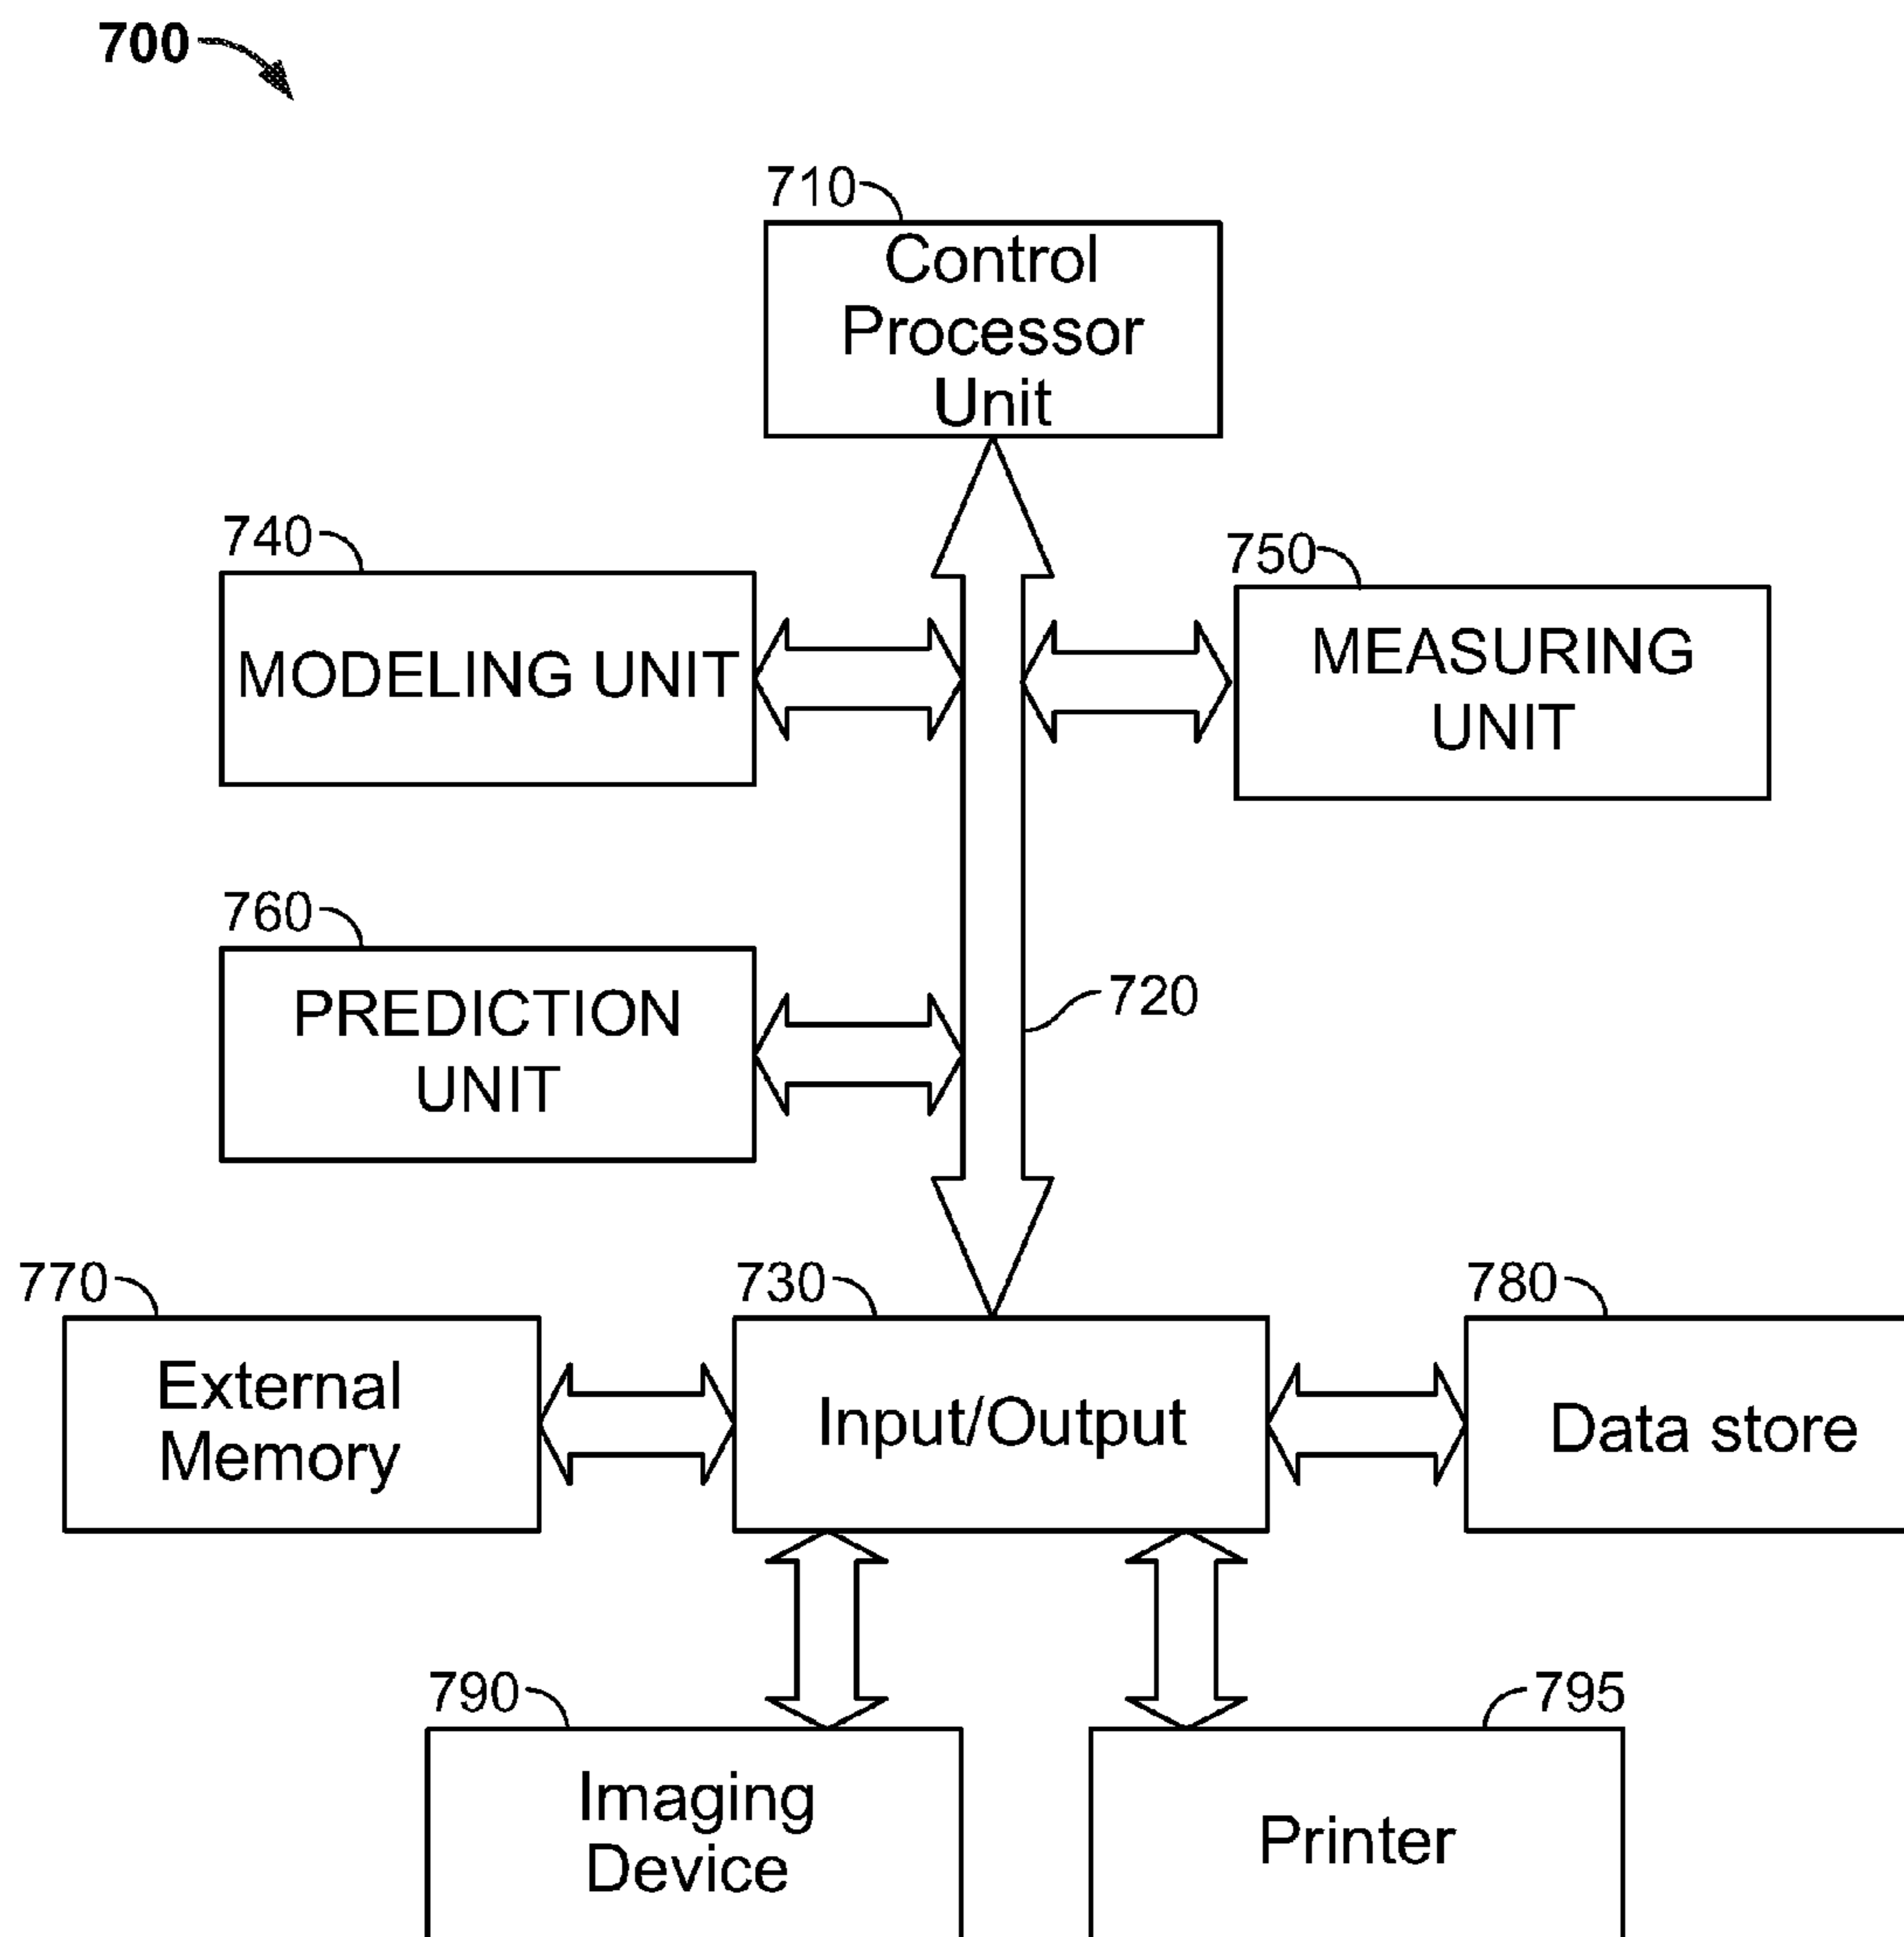 700
710
Control
Processor
Unit
740
MODELING UNIT
750
MEASURING
UNIT
760
PREDICTION
UNIT
720
770
External
Memory
730
Input/Output
780
Data store
790
Imaging
Device
795
Printer